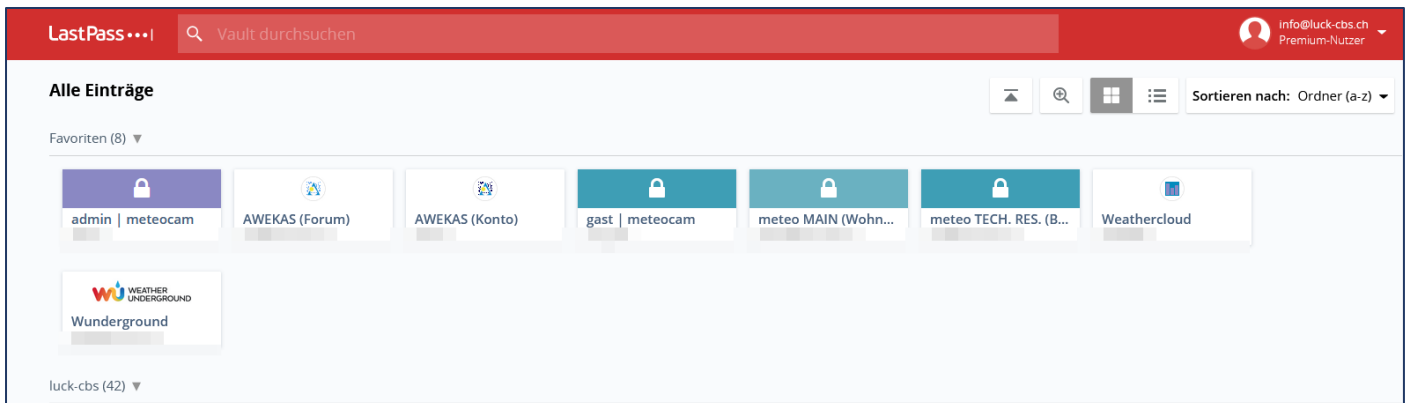 LastPass
Vault durchsuchen
info@luck-cbs.ch
Premium-Nutzer
Alle Einträge
Sortieren nach: Ordner (a-z)
Favoriten (8)
admin | meteocam
AWEKAS (Forum)
AWEKAS (Konto)
gast | meteocam
meteo MAIN (Wohn...
meteo TECH. RES. (B...
Weathercloud
WU WEATHER
UNDERGROUND
Wunderground
luck-cbs (42)